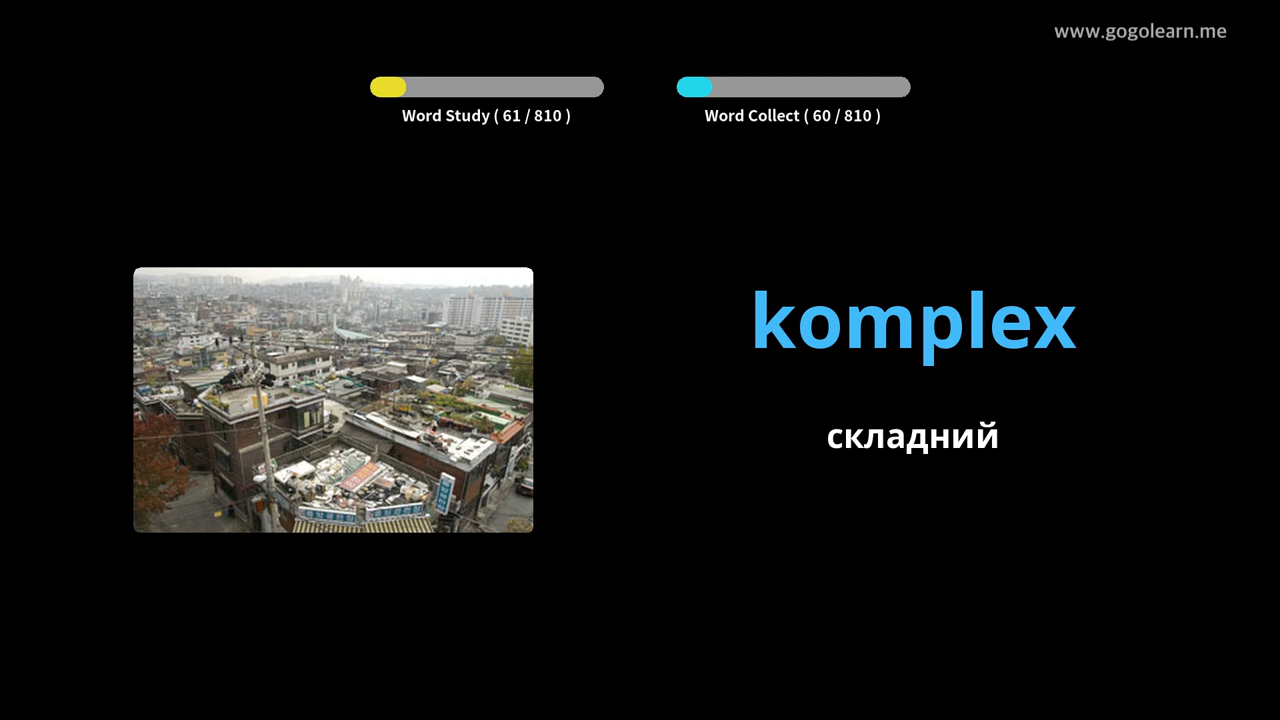 www.gogolearn.me
Word Study ( 61 / 810 )
Word Collect ( 60 / 810 )
komplex
складний